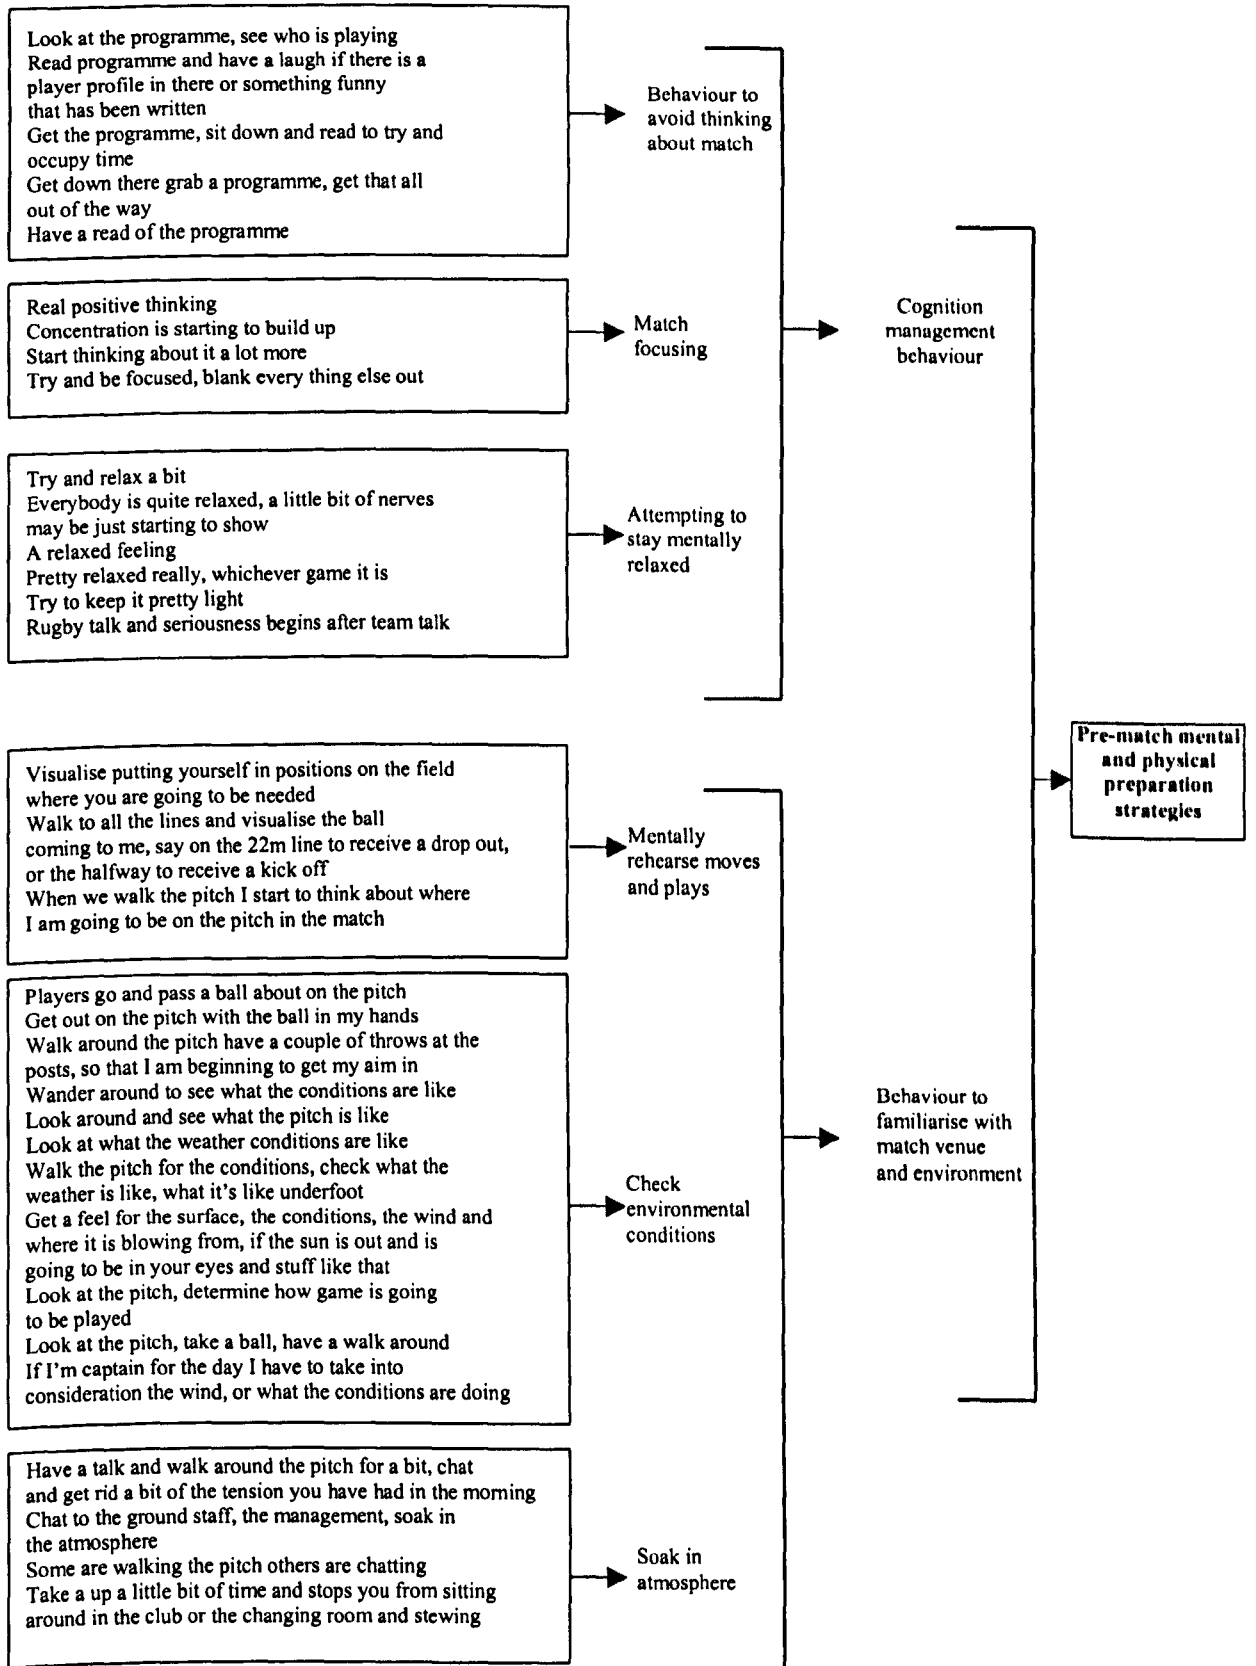 Look at the programme, see who is playing
Read programme and have a laugh if there is a
player profile in there or something funny
that has been written
Get the programme, sit down and read to try and
occupy time
Get down there grab a programme, get that all
out of the way
Have a read of the programme
Behaviour to
avoid thinking
about match
Real positive thinking
Concentration is starting to build up
Start thinking about it a lot more
Try and be focused, blank every thing else out
Match
focusing
Cognition
management
behaviour
Try and relax a bit
Everybody is quite relaxed, a little bit of nerves
may be just starting to show
A relaxed feeling
Pretty relaxed really, whichever game it is
Try to keep it pretty light
Rugby talk and seriousness begins after team talk
Attempting to
stay mentally
relaxed
Pre-match mental
and physical
preparation
strategies
Visualise putting yourself in positions on the field
where you are going to be needed
Walk to all the lines and visualise the ball
coming to me, say on the 22m line to receive a drop out,
or the halfway to receive a kick off
When we walk the pitch I start to think about where
I am going to be on the pitch in the match
Mentally
rehearse moves
and plays
Players go and pass a ball about on the pitch
Get out on the pitch with the ball in my hands
Walk around the pitch have a couple of throws at the
posts, so that I am beginning to get my aim in
Wander around to see what the conditions are like
Look around and see what the pitch is like
Look at what the weather conditions are like
Walk the pitch for the conditions, check what the
weather is like, what it's like underfoot
Get a feel for the surface, the conditions, the wind and
where it is blowing from, if the sun is out and is
going to be in your eyes and stuff like that
Look at the pitch, determine how game is going
to be played
Look at the pitch, take a ball, have a walk around
If I'm captain for the day I have to take into
consideration the wind, or what the conditions are doing
Check
environmental
conditions
Behaviour to
familiarise with
match venue
and environment
Have a talk and walk around the pitch for a bit, chat
and get rid a bit of the tension you have had in the morning
Chat to the ground staff, the management, soak in
the atmosphere
Some are walking the pitch others are chatting
Take a up a little bit of time and stops you from sitting
around in the club or the changing room and stewing
Soak in
atmosphere